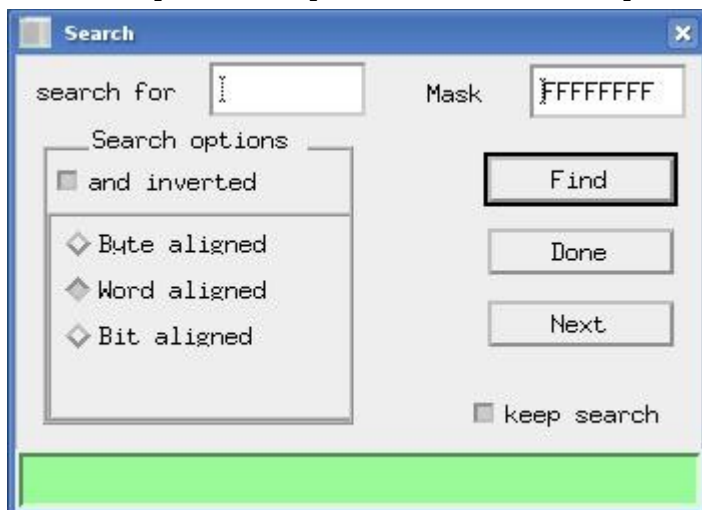 Search
search for
Mask FFFFFFFF
Search options
and inverted
Byte aligned
Word aligned
Bit aligned
Find
Done
Next
keep search